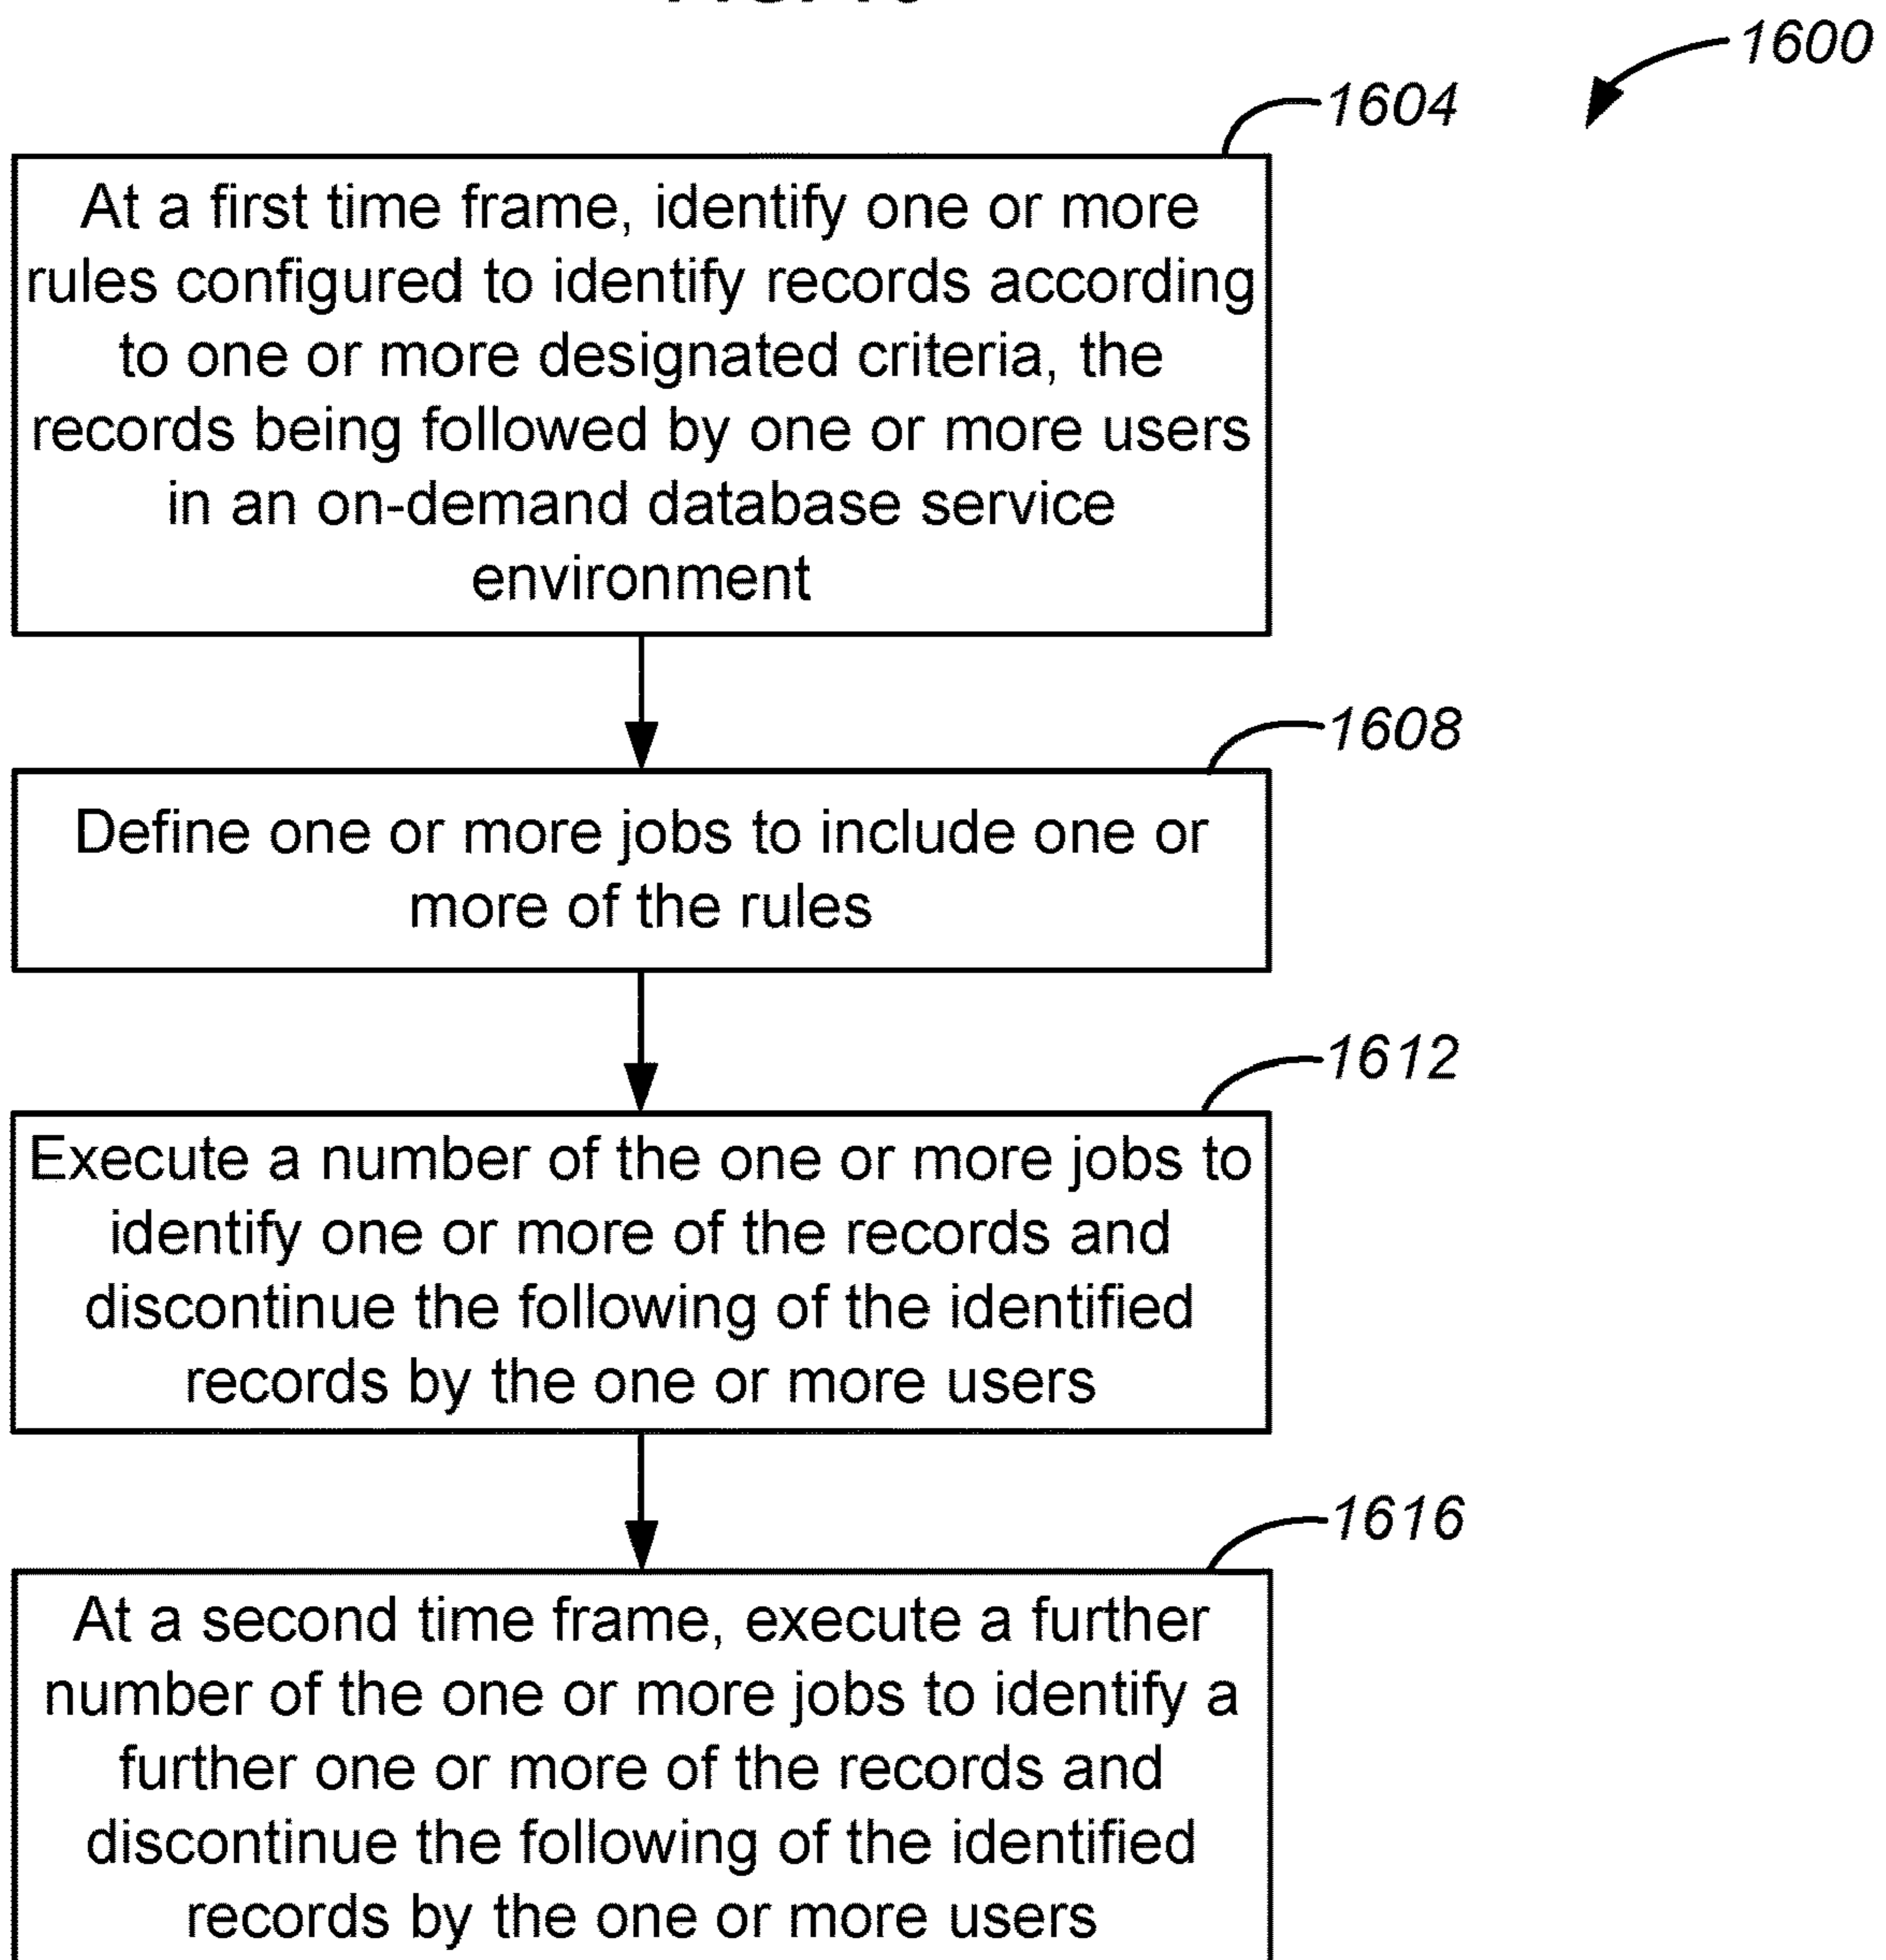 1600
1604
At a first time frame, identify one or more
rules configured to identify records according
to one or more designated criteria, the
records being followed by one or more users
in an on-demand database service
environment
1608
Define one or more jobs to include one or
more of the rules
1612
Execute a number of the one or more jobs to
identify one or more of the records and
discontinue the following of the identified
records by the one or more users
1616
At a second time frame, execute a further
number of the one or more jobs to identify a
further one or more of the records and
discontinue the following of the identified
records by the one or more users